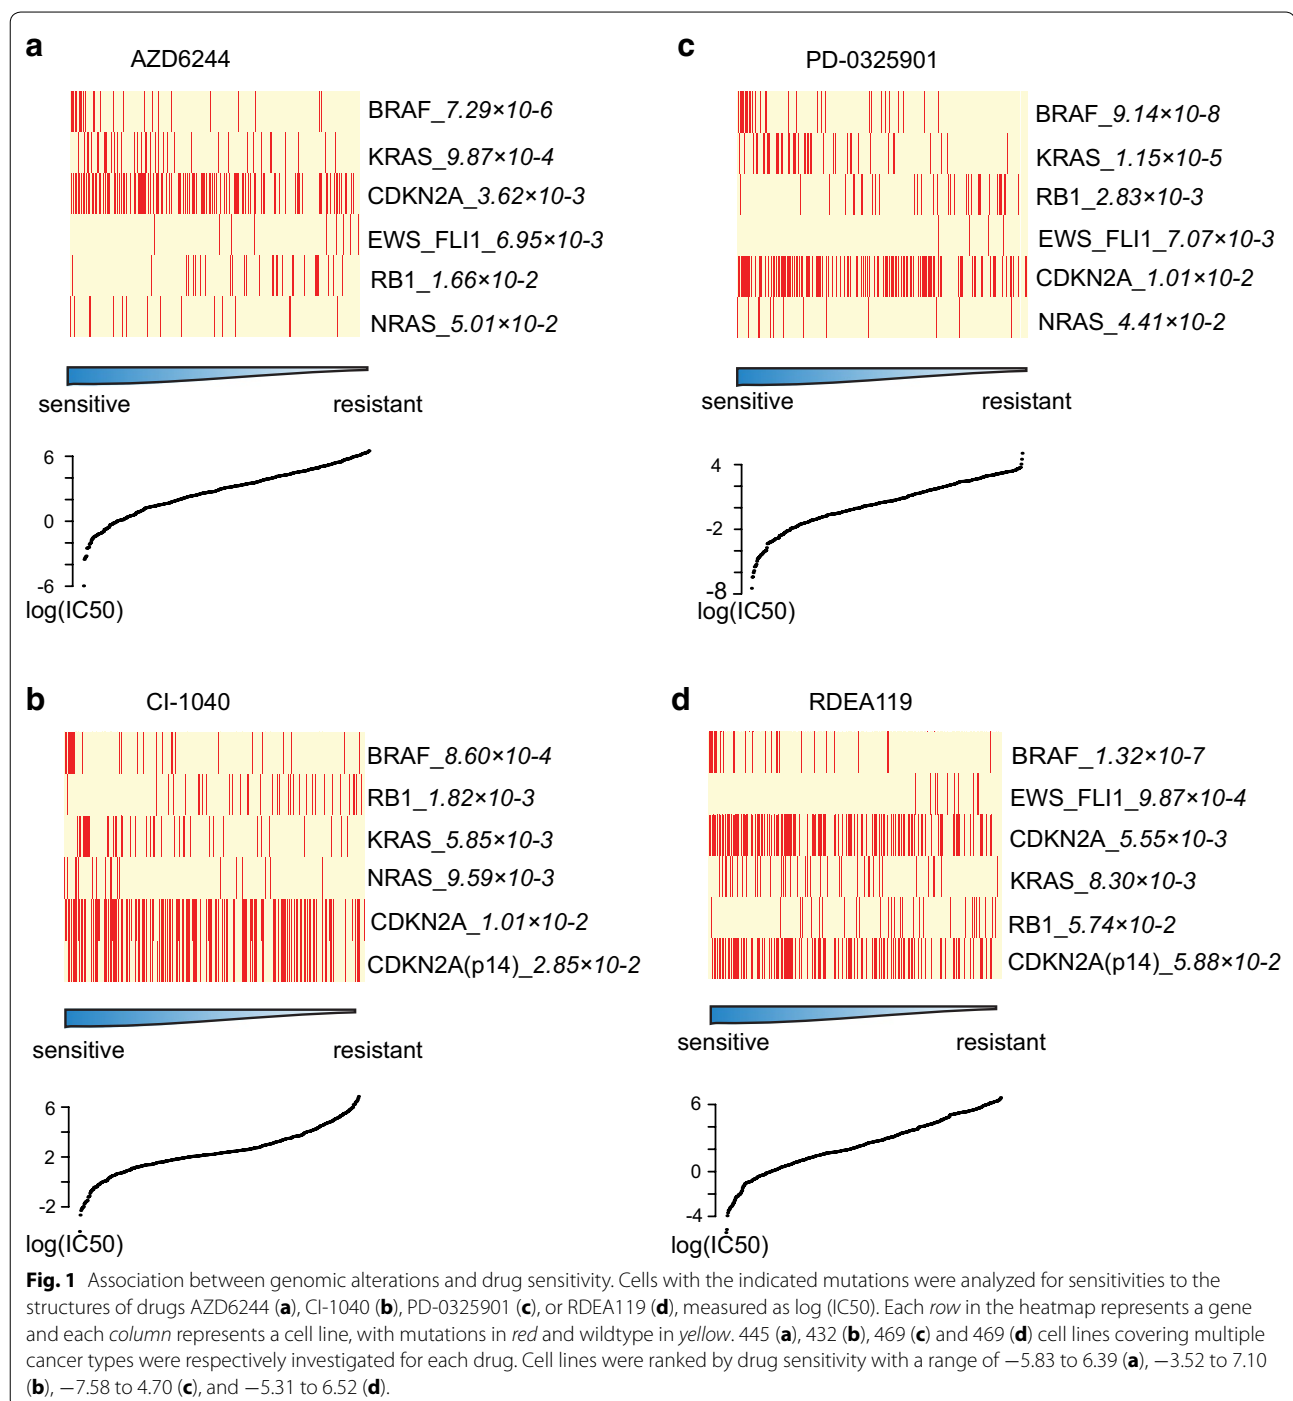 a
AZD6244
BRAF_7.29×10-6
KRAS_9.87×10-4
CDKN2A_3.62×10-3
EWS_FLI1_6.95×10-3
RB1_1.66×10-2
NRAS_5.01×10-2
sensitive
resistant
6
0
-6
log(IC50)
c
PD-0325901
BRAF_9.14×10-8
KRAS_1.15×10-5
RB1_2.83×10-3
EWS_FLI1_7.07×10-3
CDKN2A_1.01×10-2
NRAS_4.41×10-2
sensitive
resistant
4
-2
-8
log(IC50)
b
CI-1040
BRAF_8.60×10-4
RB1_1.82×10-3
KRAS_5.85×10-3
NRAS_9.59×10-3
CDKN2A_1.01×10-2
CDKN2A(p14)_2.85×10-2
sensitive
resistant
6
2
-2
log(IC50)
d
RDEA119
BRAF_1.32×10-7
EWS_FLI1_9.87×10-4
CDKN2A_5.55×10-3
KRAS_8.30×10-3
RB1_5.74×10-2
CDKN2A(p14)_5.88×10-2
sensitive
resistant
6
0
-4
log(IC50)
Fig. 1 Association between genomic alterations and drug sensitivity. Cells with the indicated mutations were analyzed for sensitivities to the
structures of drugs AZD6244 (a), CI-1040 (b), PD-0325901 (c), or RDEA119 (d), measured as log (IC50). Each row in the heatmap represents a gene
and each column represents a cell line, with mutations in red and wildtype in yellow. 445 (a), 432 (b), 469 (c) and 469 (d) cell lines covering multiple
cancer types were respectively investigated for each drug. Cell lines were ranked by drug sensitivity with a range of −5.83 to 6.39 (a), −3.52 to 7.10
(b), −7.58 to 4.70 (c), and −5.31 to 6.52 (d).